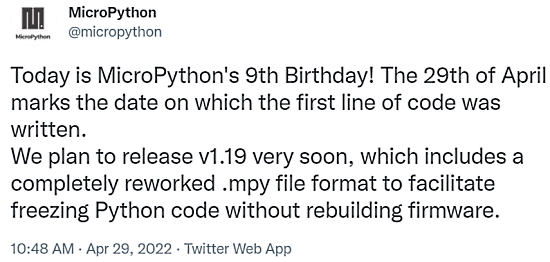 MicroPython
@micropython
MicroPython
Today is MicroPython's 9th Birthday! The 29th of April
marks the date on which the first line of code was
written.
We plan to release v1.19 very soon, which includes a
completely reworked .mpy file format to facilitate
freezing Python code without rebuilding firmware.
10:48 AM · Apr 29, 2022 · Twitter Web App